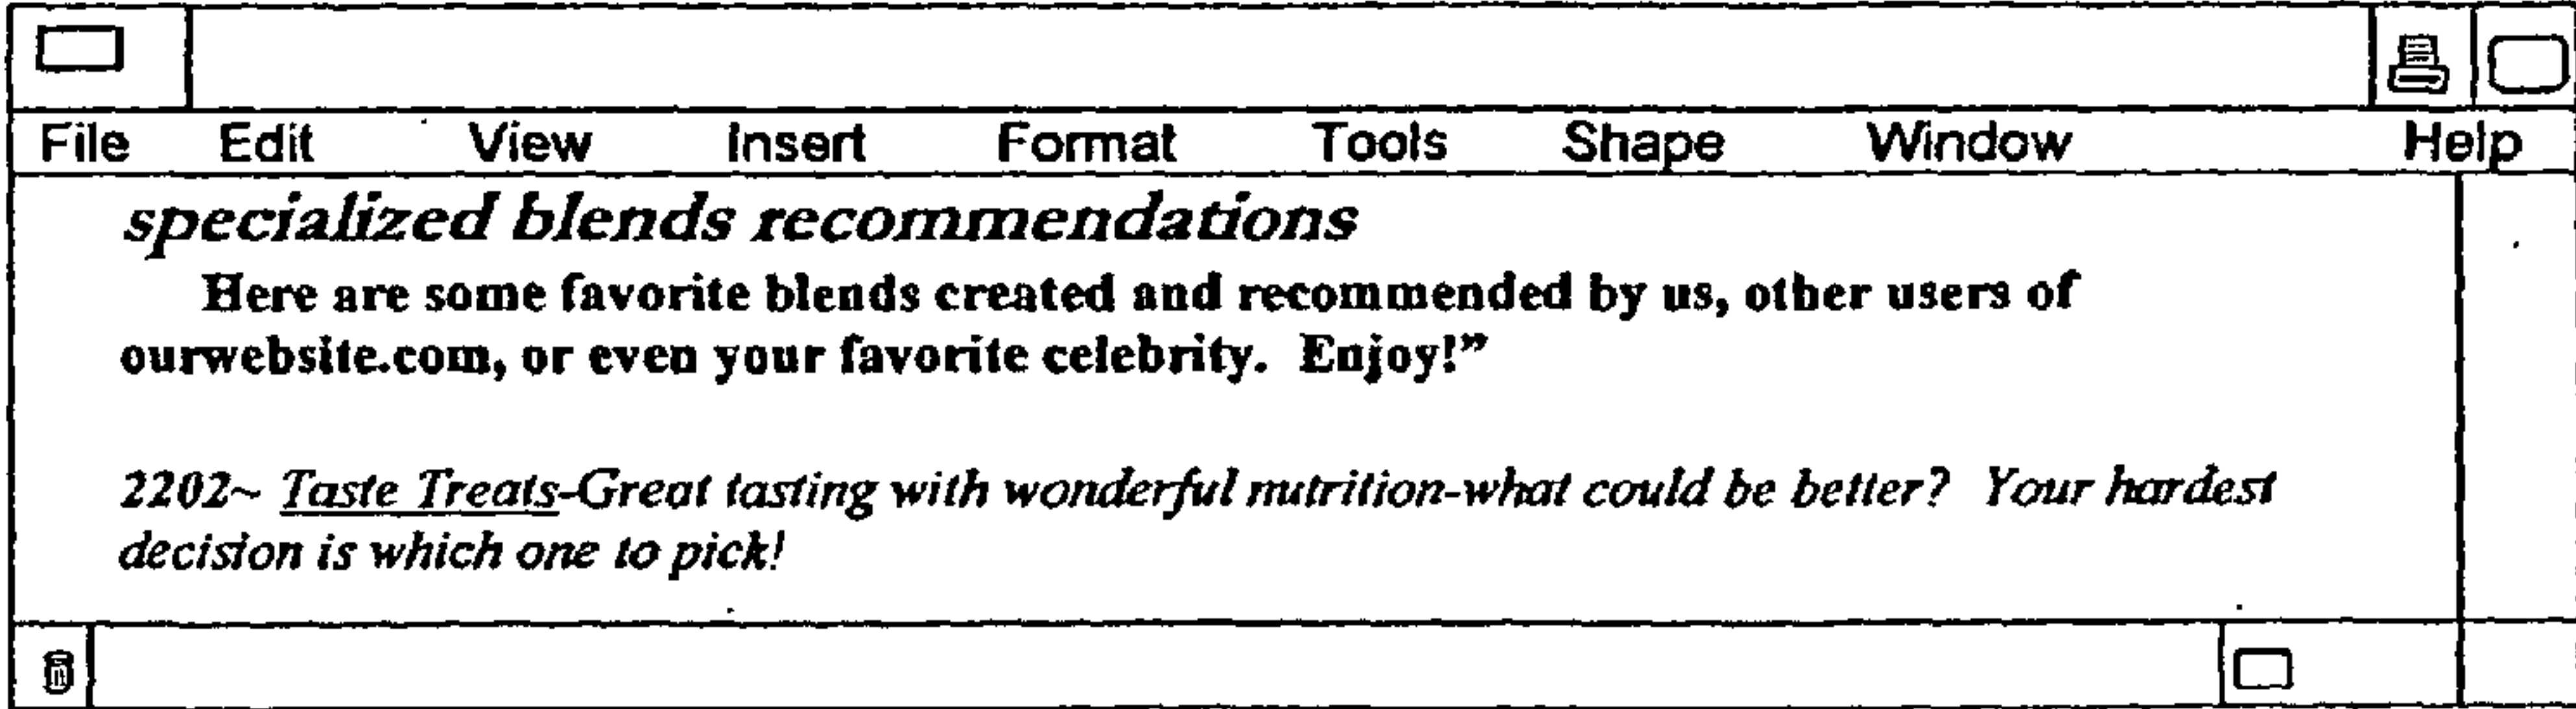 File Edit View Insert Format Tools Shape Window Help
specialized blends recommendations
Here are some favorite blends created and recommended by us, other users of
ourwebsite.com, or even your favorite celebrity. Enjoy!”
2202~ Taste Treats-Great tasting with wonderful nutrition-what could be better? Your hardest
decision is which one to pick!